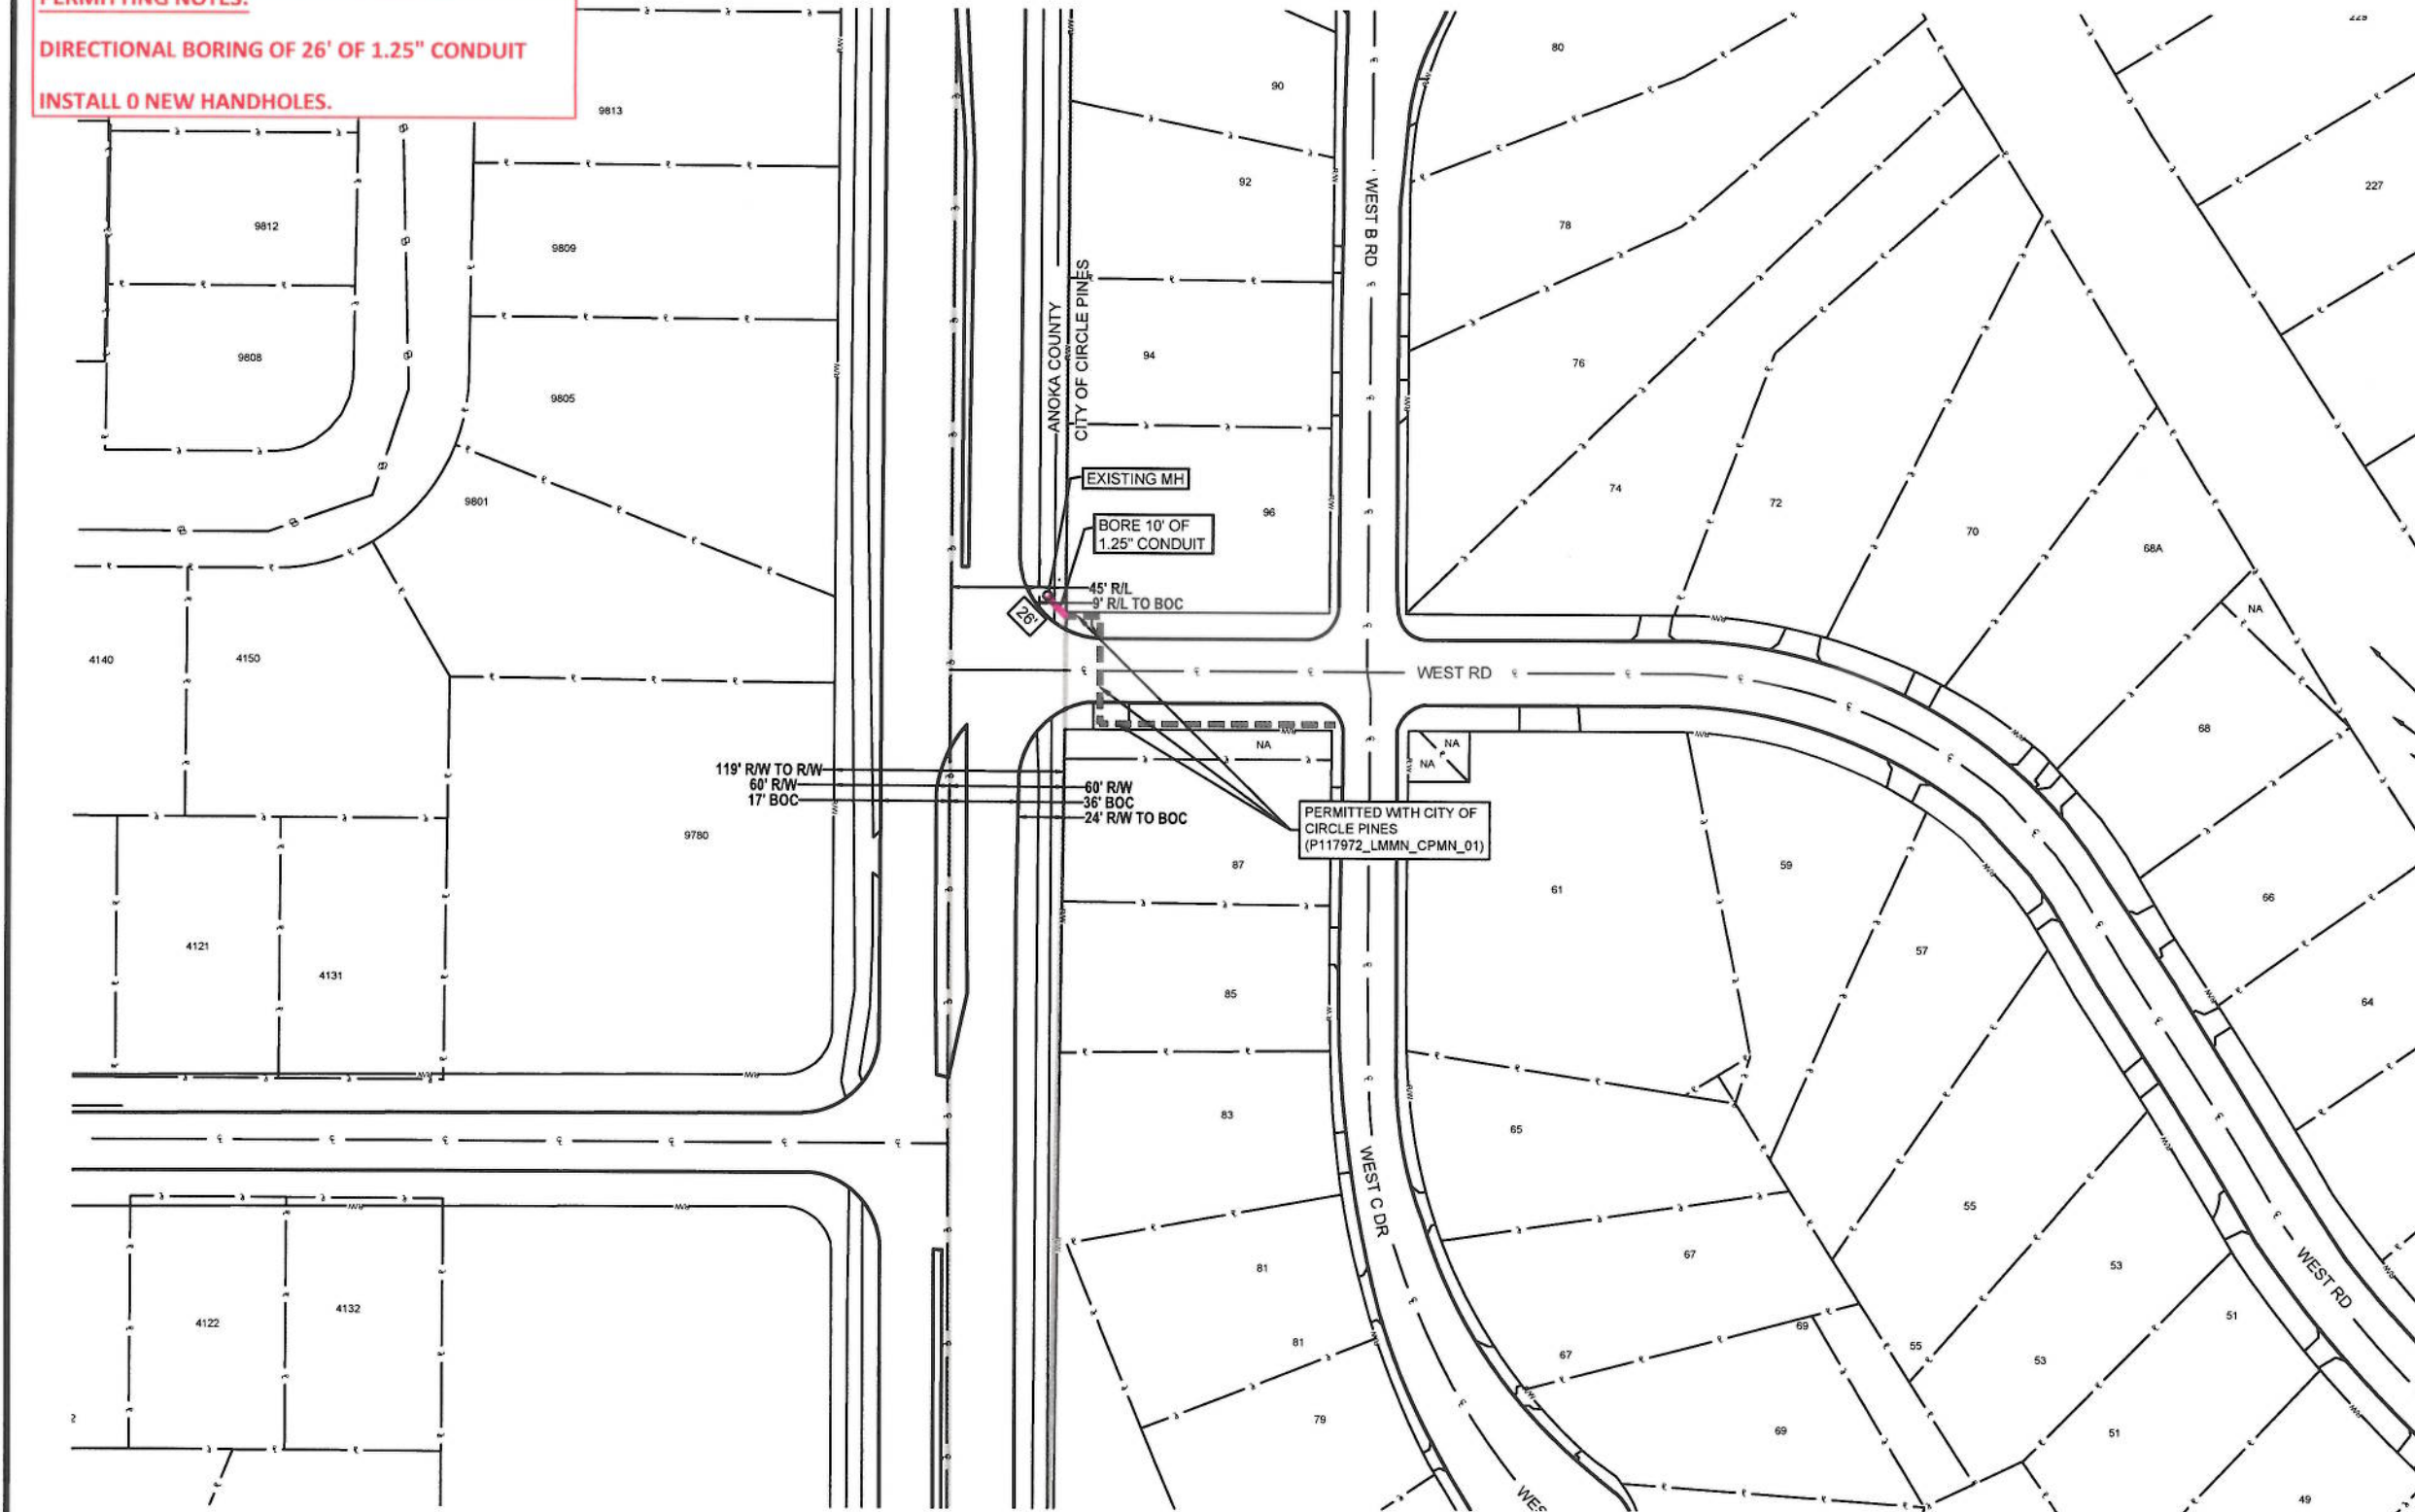 PERMITTING NOTES:
DIRECTIONAL BORING OF 26' OF 1.25" CONDUIT
INSTALL 0 NEW HANDHOLES.
9813
9812
9809
9808
9805
9801
4140
4150
9780
4121
4131
4122
4132
ANOKA COUNTY
CITY OF CIRCLE PINES
90
92
94
96
WEST B RD
EXISTING MH
BORE 10' OF
1.25" CONDUIT
45' R/L
9' R/L TO BOC
26'
WEST RD
119' R/W TO R/W
60' R/W
17' BOC
60' R/W
36' BOC
24' R/W TO BOC
PERMITTED WITH CITY OF
CIRCLE PINES
(P117972_LMMN_CPMN_01)
NA
NA
NA
87
85
83
81
81
79
WEST C DR
80
78
76
74
72
70
68A
NA
68
66
64
227
61
59
57
65
67
67
69
69
55
55
53
53
51
51
49
WEST RD
R/W